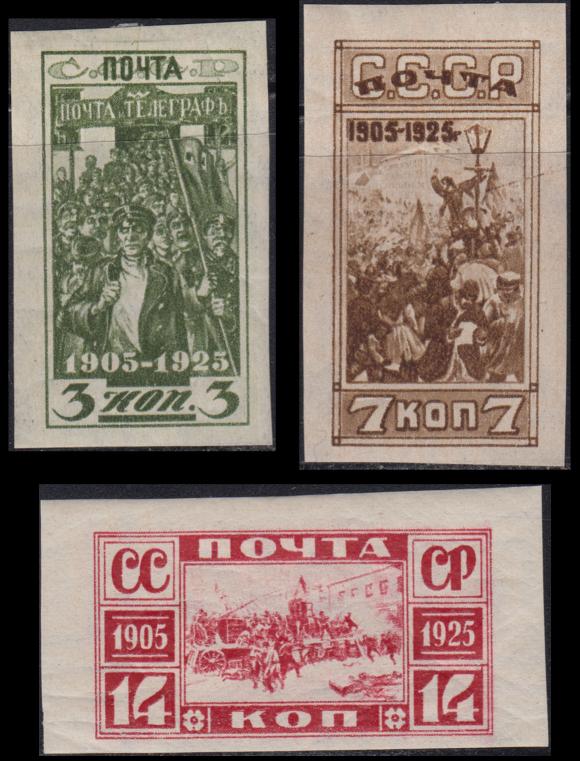 С.С.С.Р
ПОЧТА
ПОЧТА и ТЕЛЕГРАФЪ
1905-1925
3 КОП. 3
С.С.С.Р
ПОЧТА
1905-1925г
7 КОП 7
ПОЧТА
СС СР
1905 1925
14 14
КОП